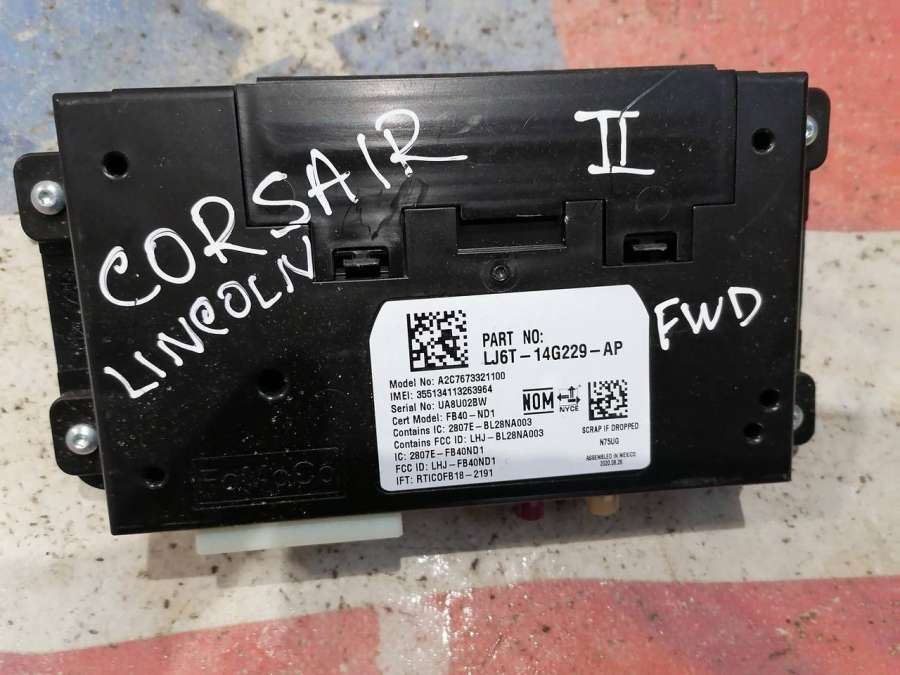 CORSAIR
LINCOLN
II
FWD
PART NO:
LJ6T-14G229-AP
Model No: A2C7673321100
IMEI: 355134113263964
Serial No: UA8U02BW
Cert Model: FB40-ND1
Contains IC: 2807E-BL28NA003
Contains FCC ID: LHJ-BL28NA003
IC: 2807E-FB40ND1
FCC ID: LHJ-FB40ND1
IFT: RTICOFB18-2191
NOM
NYCE
SCRAP IF DROPPED
N75UG
ASSEMBLED IN MEXICO
2020.08.26